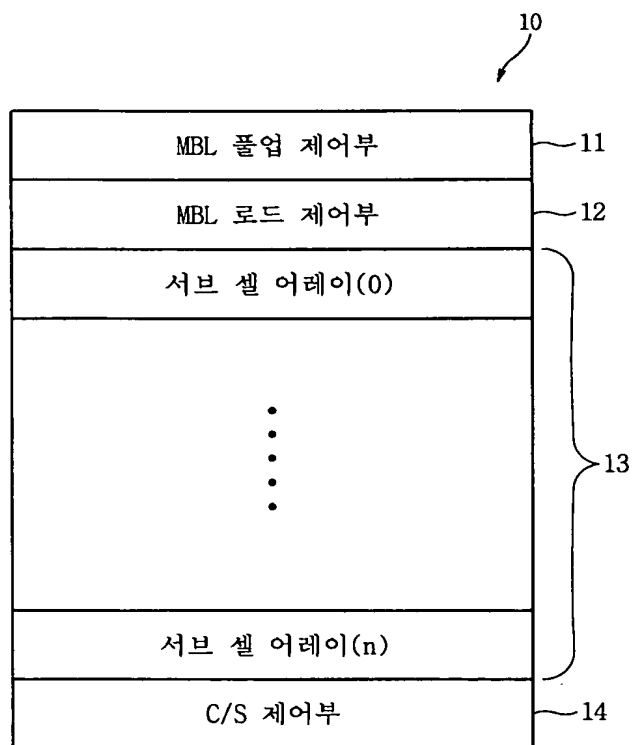 10
MBL 풀업 제어부
11
MBL 로드 제어부
12
서브 셀 어레이(0)
13
서브 셀 어레이(n)
C/S 제어부
14